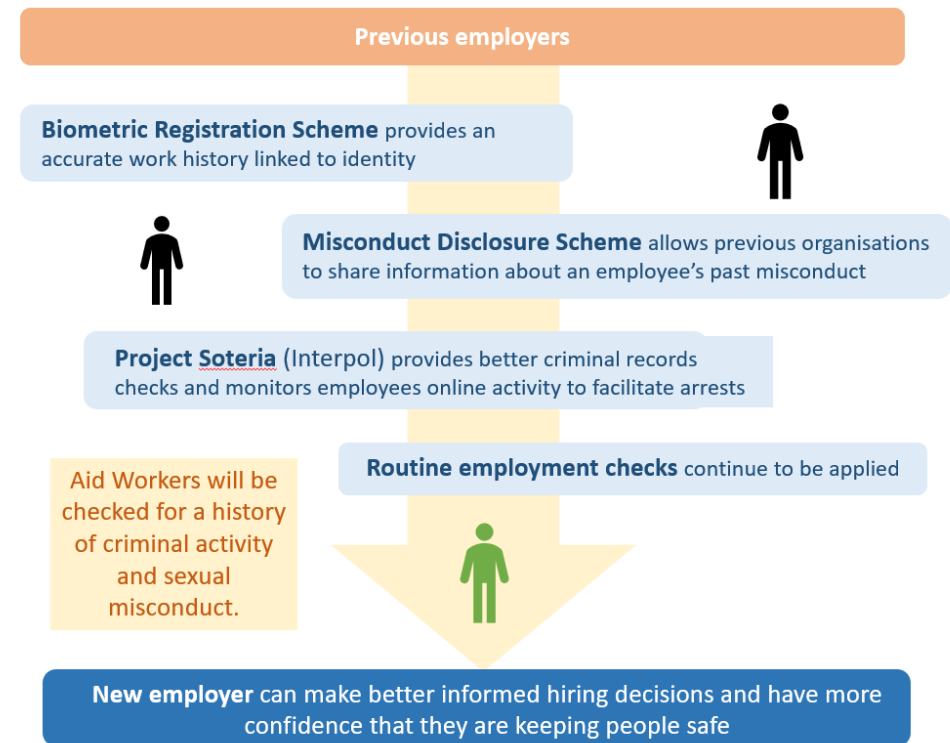 Previous employers
Biometric Registration Scheme provides an
accurate work history linked to identity
Misconduct Disclosure Scheme allows previous organisations
to share information about an employee’s past misconduct
Project Soteria (Interpol) provides better criminal records
checks and monitors employees online activity to facilitate arrests
Routine employment checks continue to be applied
Aid Workers will be
checked for a history
of criminal activity
and sexual
misconduct.
New employer can make better informed hiring decisions and have more
confidence that they are keeping people safe